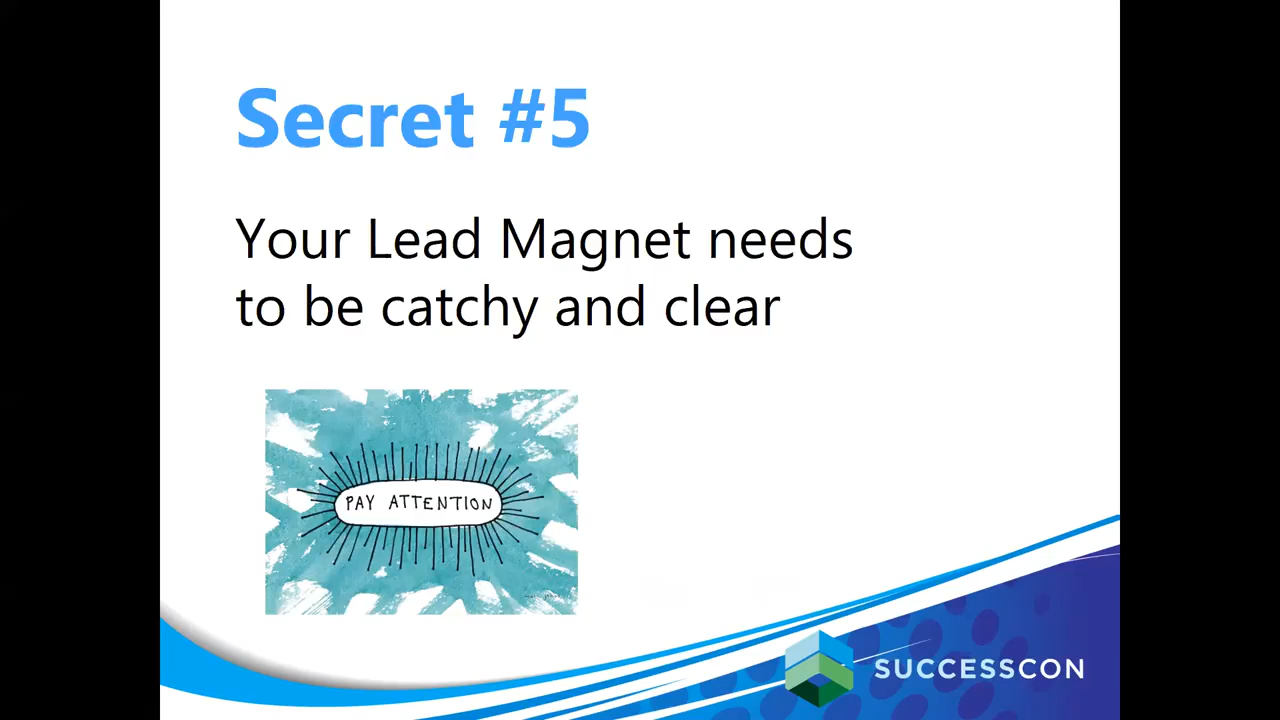 Secret #5
Your Lead Magnet needs
to be catchy and clear
PAY ATTENTION
SUCCESSCON